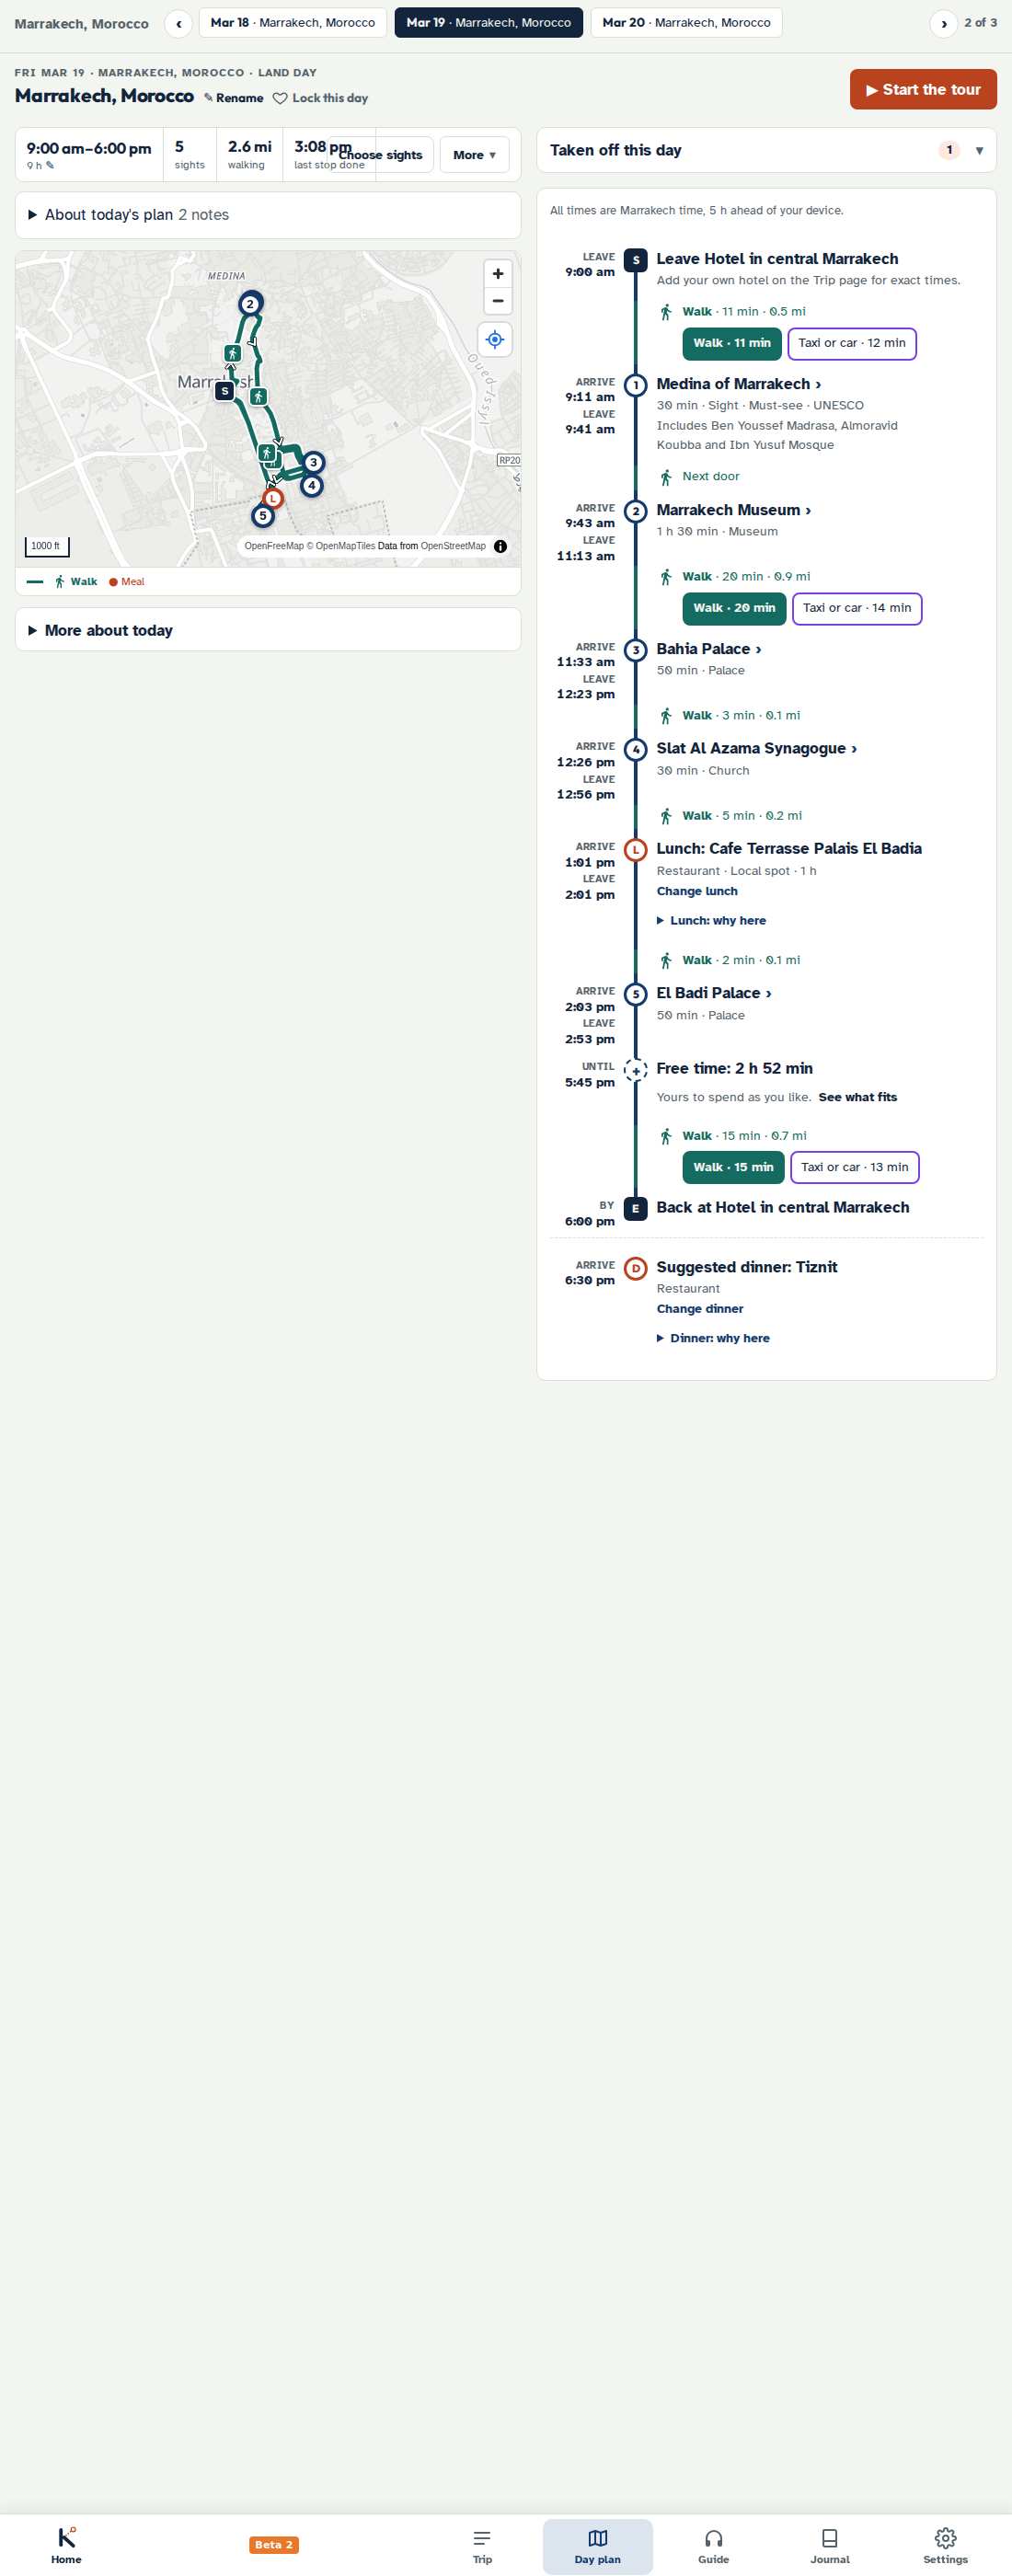 Marrakech, Morocco
‹
Mar 18 · Marrakech, Morocco
Mar 19 · Marrakech, Morocco
Mar 20 · Marrakech, Morocco
›
2 of 3
FRI MAR 19 · MARRAKECH, MOROCCO · LAND DAY
Marrakech, Morocco
✎ Rename
Lock this day
▶ Start the tour
9:00 am–6:00 pm
9 h ✎
5
sights
2.6 mi
walking
3:08 pm
last stop done
Choose sights
More ▾
About today's plan 2 notes
MEDINA
2
Marrakesh
S
3
4
L
5
Oued Issyl
RP20
+
−
1000 ft
OpenFreeMap © OpenMapTiles Data from OpenStreetMap
Walk
Meal
More about today
Taken off this day
1
All times are Marrakech time, 5 h ahead of your device.
LEAVE
9:00 am
S
Leave Hotel in central Marrakech
Add your own hotel on the Trip page for exact times.
Walk · 11 min · 0.5 mi
Walk · 11 min
Taxi or car · 12 min
ARRIVE
9:11 am
LEAVE
9:41 am
1
Medina of Marrakech ›
30 min · Sight · Must-see · UNESCO
Includes Ben Youssef Madrasa, Almoravid
Koubba and Ibn Yusuf Mosque
Next door
ARRIVE
9:43 am
LEAVE
11:13 am
2
Marrakech Museum ›
1 h 30 min · Museum
Walk · 20 min · 0.9 mi
Walk · 20 min
Taxi or car · 14 min
ARRIVE
11:33 am
LEAVE
12:23 pm
3
Bahia Palace ›
50 min · Palace
Walk · 3 min · 0.1 mi
ARRIVE
12:26 pm
LEAVE
12:56 pm
4
Slat Al Azama Synagogue ›
30 min · Church
Walk · 5 min · 0.2 mi
ARRIVE
1:01 pm
LEAVE
2:01 pm
L
Lunch: Cafe Terrasse Palais El Badia
Restaurant · Local spot · 1 h
Change lunch
Lunch: why here
Walk · 2 min · 0.1 mi
ARRIVE
2:03 pm
LEAVE
2:53 pm
5
El Badi Palace ›
50 min · Palace
UNTIL
5:45 pm
+
Free time: 2 h 52 min
Yours to spend as you like. See what fits
Walk · 15 min · 0.7 mi
Walk · 15 min
Taxi or car · 13 min
BY
6:00 pm
E
Back at Hotel in central Marrakech
ARRIVE
6:30 pm
D
Suggested dinner: Tiznit
Restaurant
Change dinner
Dinner: why here
Home
Beta 2
Trip
Day plan
Guide
Journal
Settings